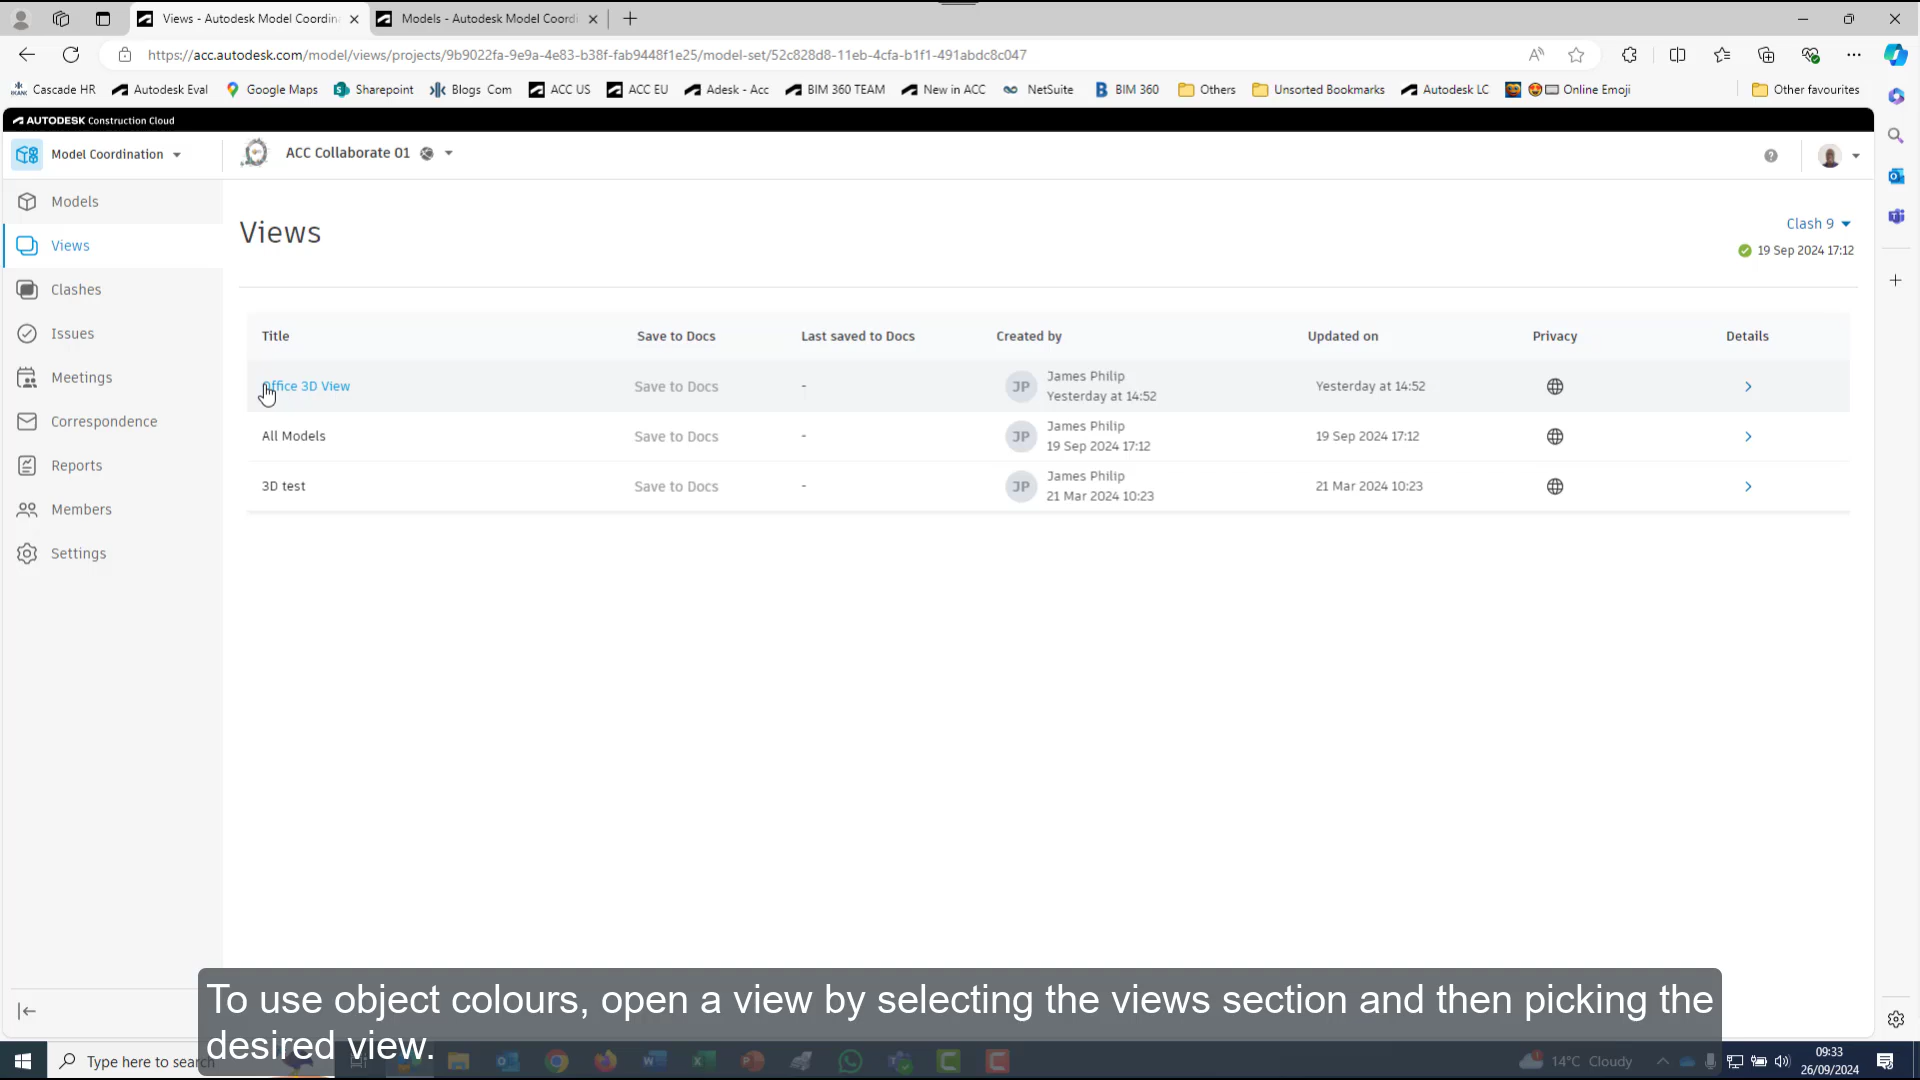 Views - Autodesk Model Coordin
Models - Autodesk Model Coordi
https://acc.autodesk.com/model/views/projects/9b9022fa-9e9a-4e83-b38f-fab9448f1e25/model-set/52c828d8-11eb-4cfa-b1f1-491abdc8c047
Cascade HR Autodesk Eval Google Maps Sharepoint Blogs Com ACC US ACC EU Adesk - Acc BIM 360 TEAM New in ACC NetSuite BIM 360 Others Unsorted Bookmarks Autodesk LC Online Emoji Other favourites
AUTODESK Construction Cloud
Model Coordination
ACC Collaborate 01
Models
Views
Clashes
Issues
Meetings
Correspondence
Reports
Members
Settings
Views
Clash 9
19 Sep 2024 17:12
Title Save to Docs Last saved to Docs Created by Updated on Privacy Details
Office 3D View Save to Docs - JP James Philip Yesterday at 14:52
Yesterday at 14:52
All Models Save to Docs - JP James Philip 19 Sep 2024 17:12
19 Sep 2024 17:12
3D test Save to Docs - JP James Philip 21 Mar 2024 10:23
21 Mar 2024 10:23
To use object colours, open a view by selecting the views section and then picking the
desired view.
Type here to search
14°C Cloudy
09:33
26/09/2024